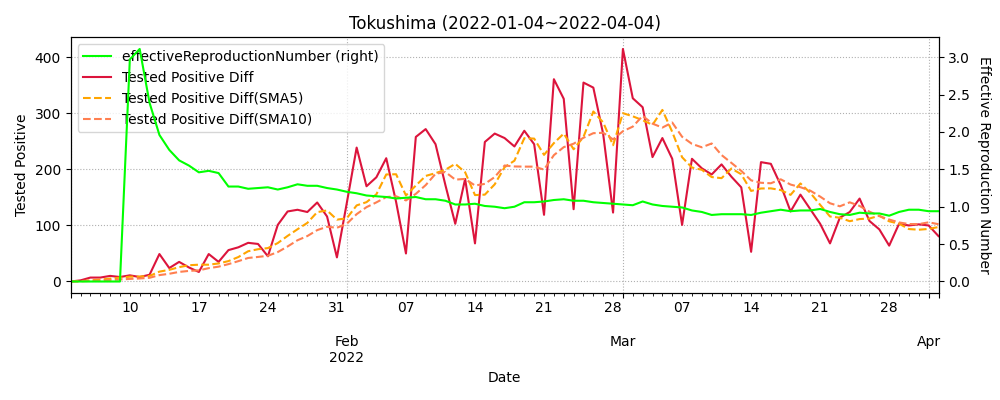 Tokushima (2022-01-04~2022-04-04)
effectiveReproductionNumber (right)
Tested Positive Diff
Tested Positive Diff(SMA5)
Tested Positive Diff(SMA10)
Tested Positive
400
300
200
100
0
3.0
2.5
2.0
1.5
1.0
0.5
0.0
Effective Reproduction Number
10 17 24 31 07 14 21 28 07 14 21 28
Feb Mar Apr
2022
Date